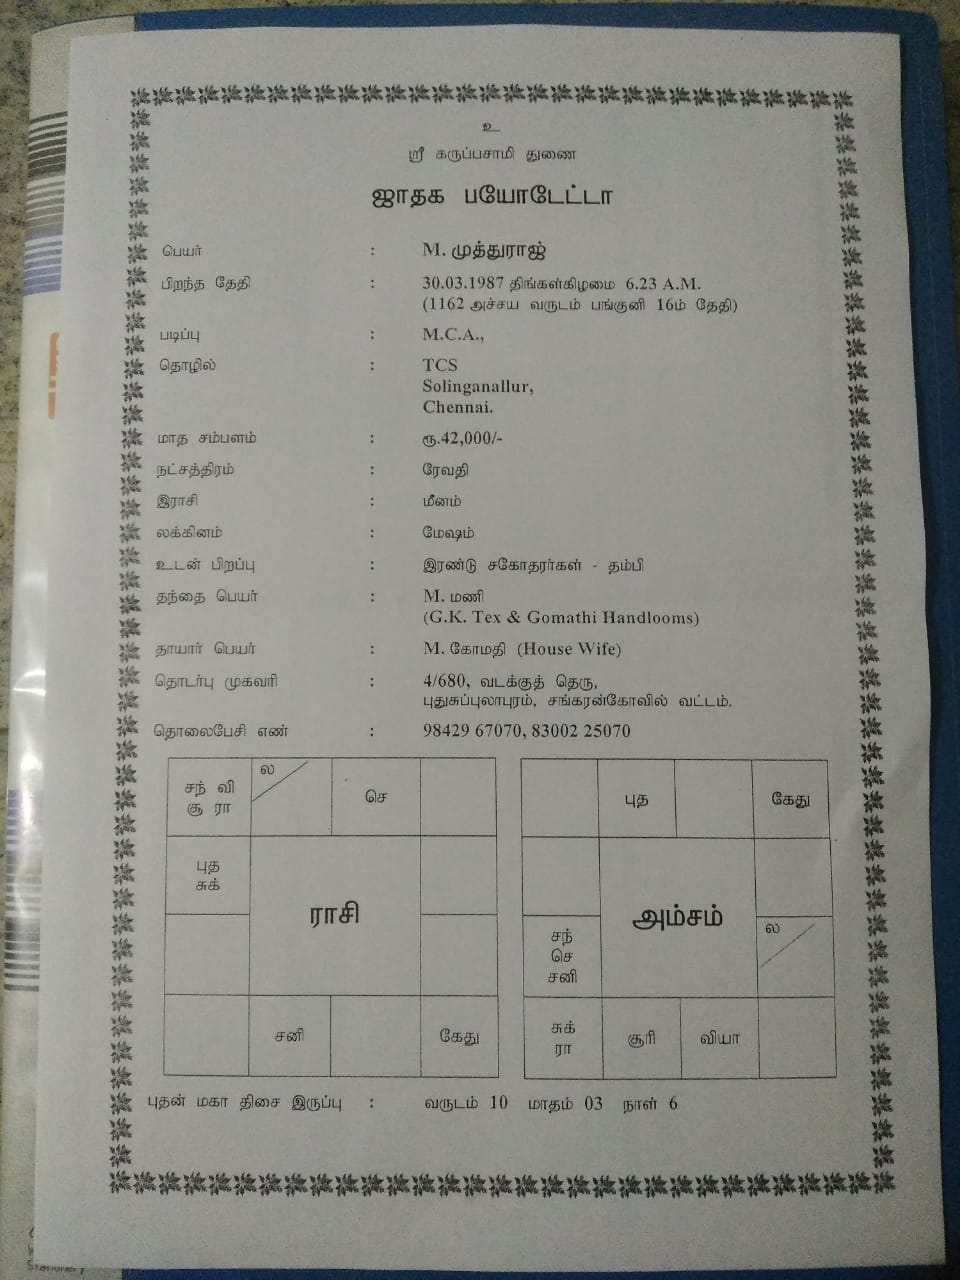 உ
ஸ்ரீ கருப்பசாமி துணை
ஜாதக பயோடேட்டா
பெயர் : M. முத்துராஜ்
பிறந்த தேதி : 30.03.1987 திங்கள்கிழமை 6.23 A.M.
(1162 அச்சய வருடம் பங்குனி 16ம் தேதி)
படிப்பு : M.C.A.,
தொழில் : TCS
Solinganallur,
Chennai.
மாத சம்பளம் : ரூ.42,000/-
நட்சத்திரம் : ரேவதி
இராசி : மீனம்
லக்கினம் : மேஷம்
உடன் பிறப்பு : இரண்டு சகோதரர்கள் - தம்பி
தந்தை பெயர் : M. மணி
(G.K. Tex & Gomathi Handlooms)
தாயார் பெயர் : M. கோமதி (House Wife)
தொடர்பு முகவரி : 4/680, வடக்குத் தெரு,
புதுசுப்புலாபுரம், சங்கரன்கோவில் வட்டம்.
தொலைபேசி எண் : 98429 67070, 83002 25070
சந் வி
சூ ரா
ல
செ
புத
சுக்
ராசி
சனி
கேது
புத
கேது
அம்சம்
சந்
செ
சனி
ல
சுக்
ரா
சூரி
வியா
புதன் மகா திசை இருப்பு : வருடம் 10 மாதம் 03 நாள் 6